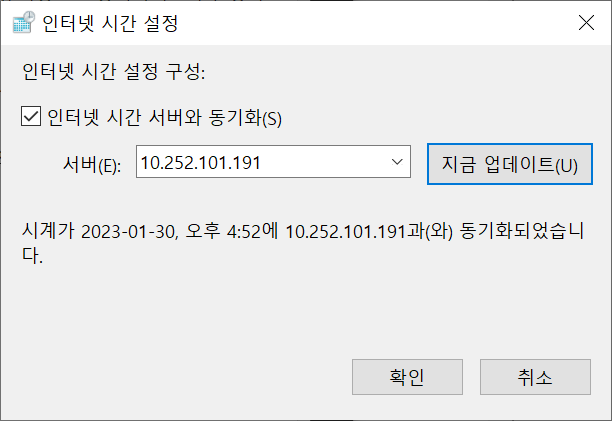 인터넷 시간 설정
인터넷 시간 설정 구성:
인터넷 시간 서버와 동기화(S)
서버(E): 10.252.101.191 지금 업데이트(U)
시계가 2023-01-30, 오후 4:52에 10.252.101.191과(와) 동기화되었습니
다.
확인 취소